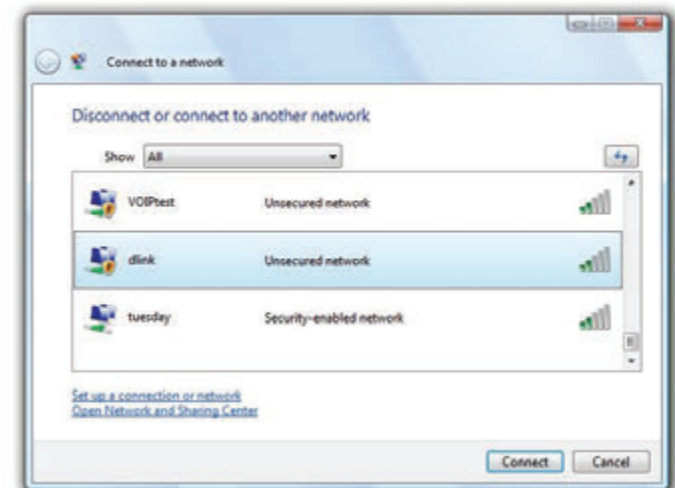 Connect to a network
Disconnect or connect to another network
Show All
VOIPtest Unsecured network
dlink Unsecured network
tuesday Security-enabled network
Set up a connection or network
Open Network and Sharing Center
Connect Cancel